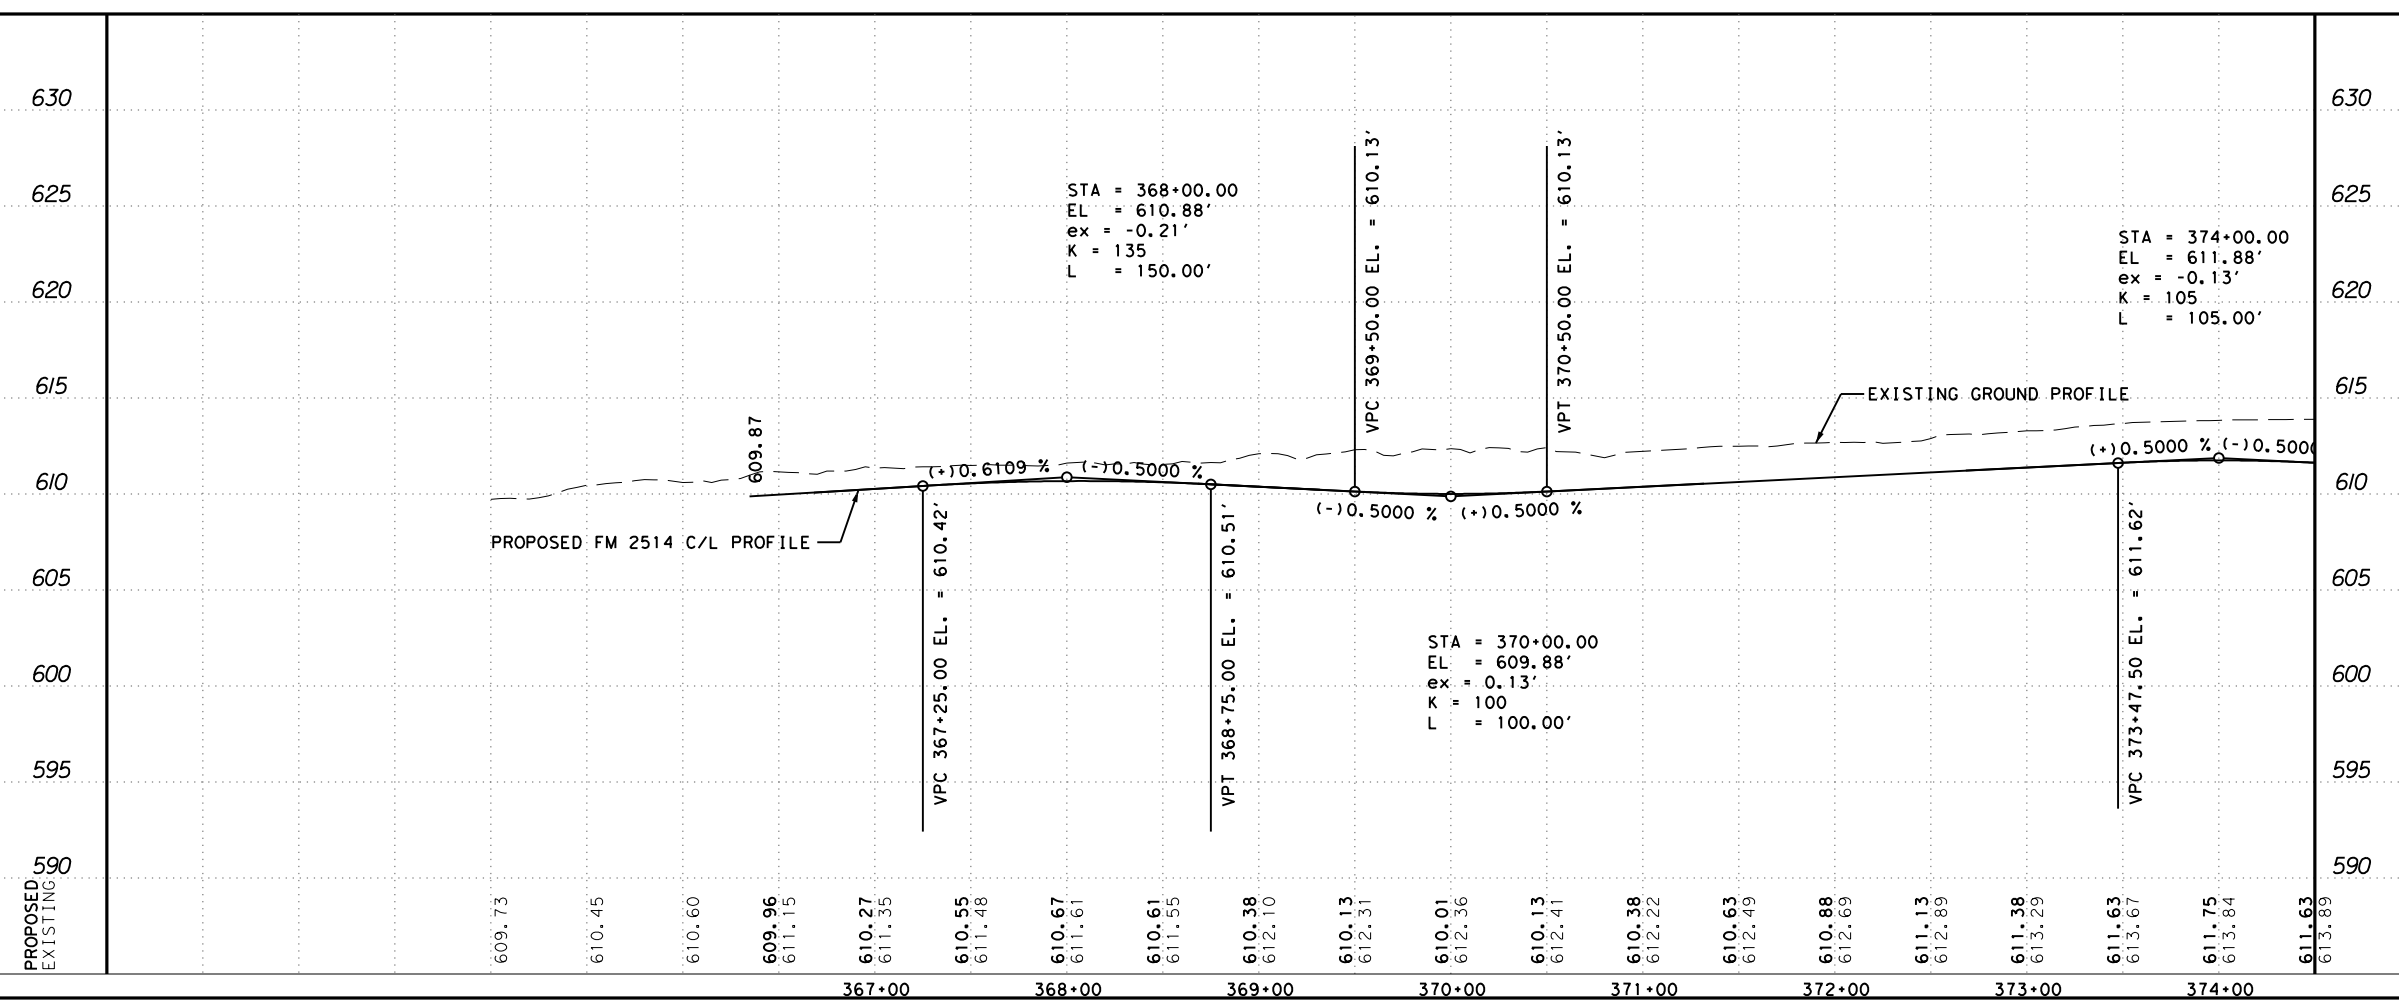 630
625
620
615
610
605
600
595
590
PROPOSED
EXISTING
STA = 368+00.00
EL = 610.88'
ex = -0.21'
K = 135
L = 150.00'
VPC 369+50.00 EL. = 610.13'
VPT 370+50.00 EL. = 610.13'
STA = 374+00.00
EL = 611.88'
ex = -0.13'
K = 105
L = 105.00'
EXISTING GROUND PROFILE
609.87
(+)0.6109 %
(-)0.5000 %
(-)0.5000 %
(+)0.5000 %
(+)0.5000 %
(-)0.5000
PROPOSED FM 2514 C/L PROFILE
VPC 367+25.00 EL. = 610.42'
VPT 368+75.00 EL. = 610.51'
STA = 370+00.00
EL = 609.88'
ex = 0.13'
K = 100
L = 100.00'
VPC 373+47.50 EL. = 611.62'
630
625
620
615
610
605
600
595
590
609.73
610.45
610.60
609.96
611.15
610.27
611.35
610.55
611.48
610.67
611.61
610.61
611.55
610.38
612.10
610.13
612.31
610.01
612.36
610.13
612.41
610.38
612.22
610.63
612.49
610.88
612.69
611.13
612.89
611.38
613.29
611.63
613.67
611.75
613.84
611.63
613.89
367+00
368+00
369+00
370+00
371+00
372+00
373+00
374+00